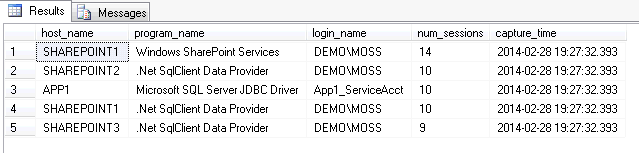 Results Messages
host_name program_name login_name num_sessions capture_time
1 SHAREPOINT1 Windows SharePoint Services DEMO\MOSS 14 2014-02-28 19:27:32.393
2 SHAREPOINT2 .Net SqlClient Data Provider DEMO\MOSS 10 2014-02-28 19:27:32.393
3 APP1 Microsoft SQL Server JDBC Driver App1_ServiceAcct 10 2014-02-28 19:27:32.393
4 SHAREPOINT1 .Net SqlClient Data Provider DEMO\MOSS 10 2014-02-28 19:27:32.393
5 SHAREPOINT3 .Net SqlClient Data Provider DEMO\MOSS 9 2014-02-28 19:27:32.393